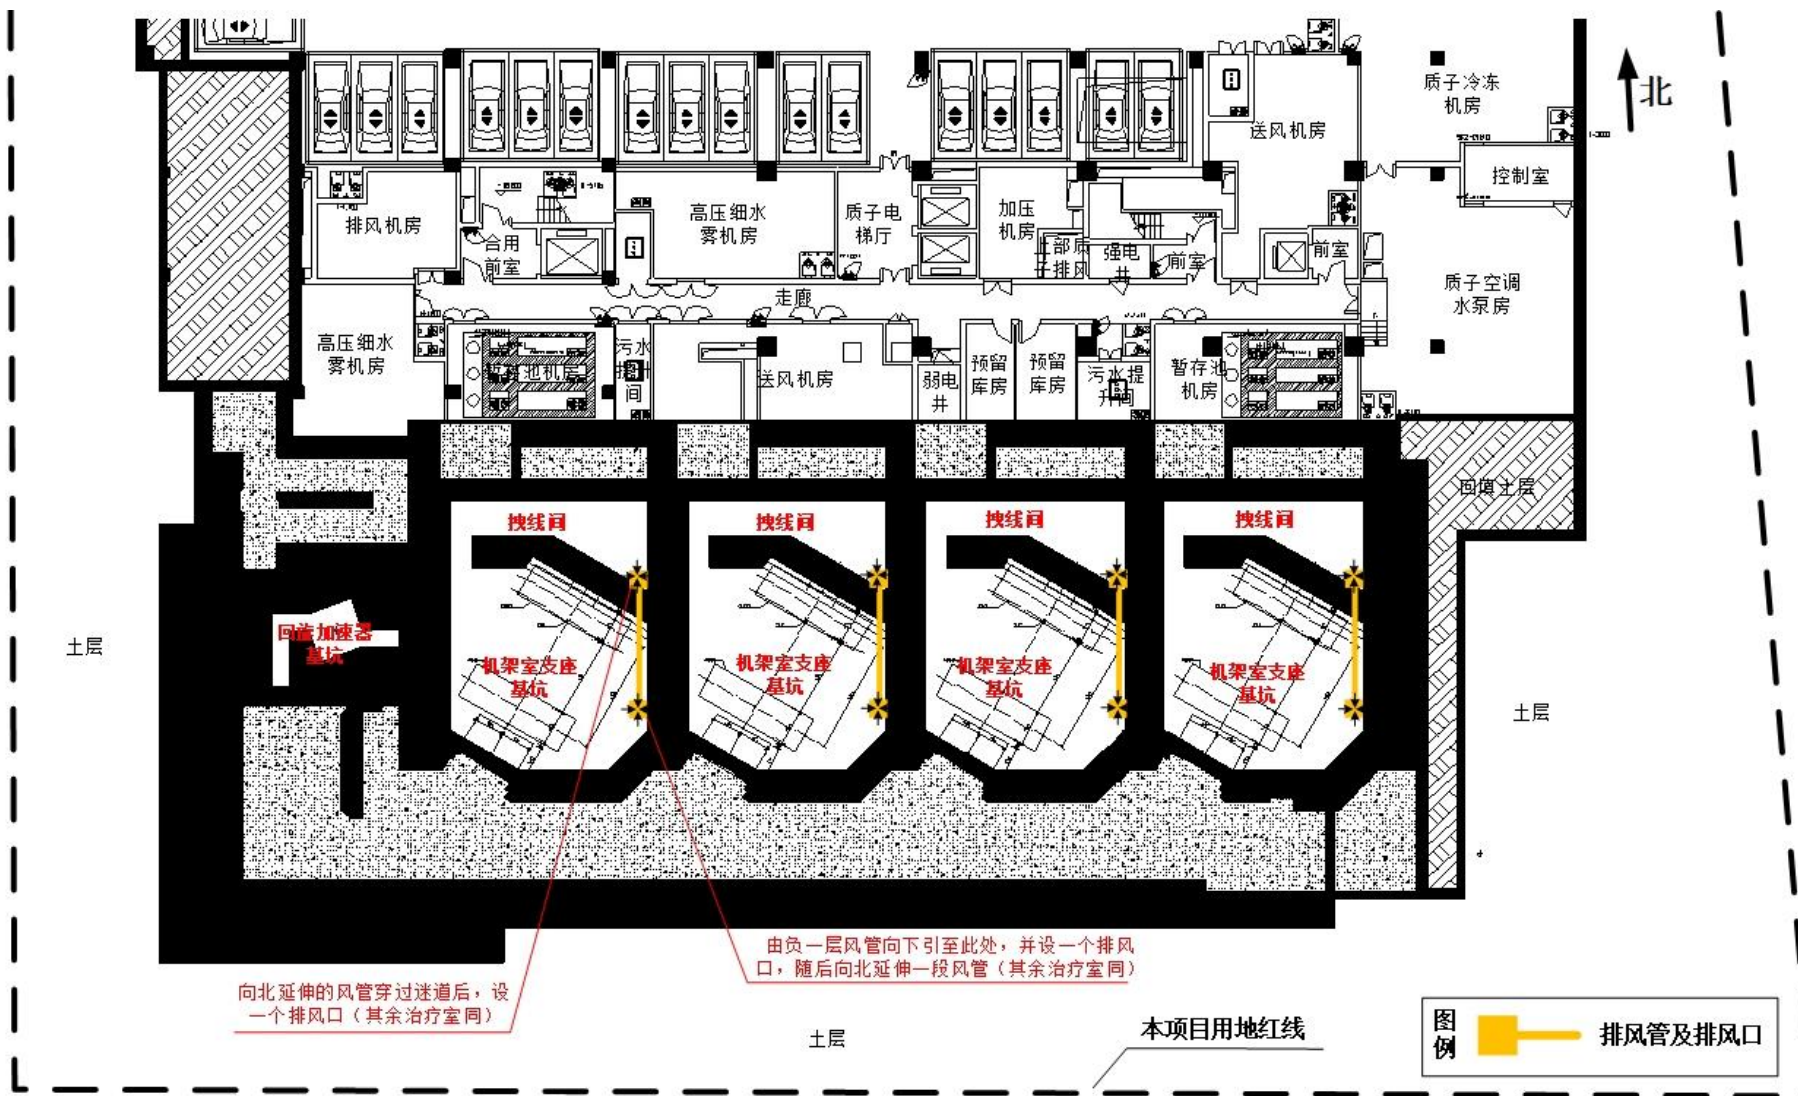 北
质子冷冻
机房
送风机房
控制室
排风机房
合用
前室
高压细水
雾机房
质子电
梯厅
加压
机房
上部质
子排风
强电
井
前室
前室
质子空调
水泵房
走廊
高压细水
雾机房
暂存池机房
污水
提升
间
送风机房
弱电
井
预留
库房
预留
库房
污水提
升间
暂存池
机房
回填土层
拽线间
拽线间
拽线间
拽线间
回旋加速器
基坑
机架室支座
基坑
机架室支座
基坑
机架室支座
基坑
机架室支座
基坑
土层
土层
由负一层风管向下引至此处，并设一个排风
口，随后向北延伸一段风管（其余治疗室同）
向北延伸的风管穿过迷道后，设
一个排风口（其余治疗室同）
土层
本项目用地红线
图
例
排风管及排风口